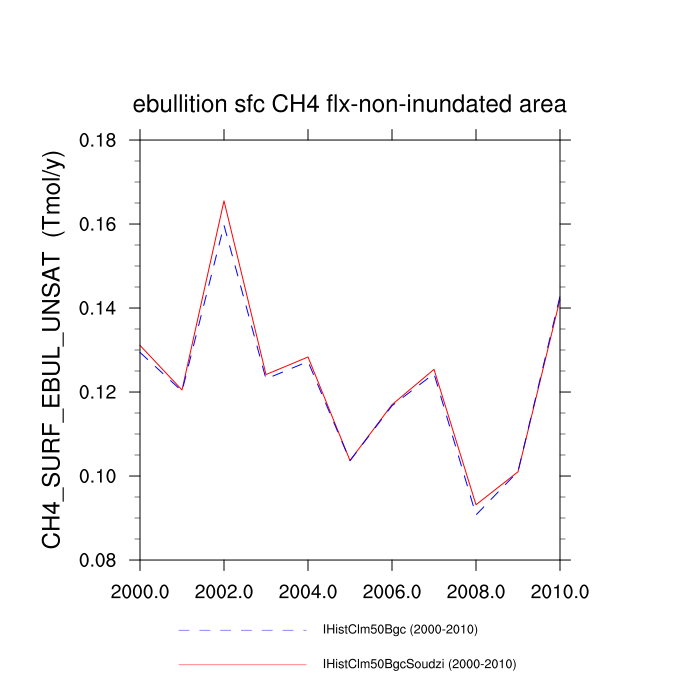 ebullition sfc CH4 flx-non-inundated area
CH4_SURF_EBUL_UNSAT (Tmol/y)
0.18
0.16
0.14
0.12
0.10
0.08
2000.0 2002.0 2004.0 2006.0 2008.0 2010.0
IHistClm50Bgc (2000-2010)
IHistClm50BgcSoudzi (2000-2010)